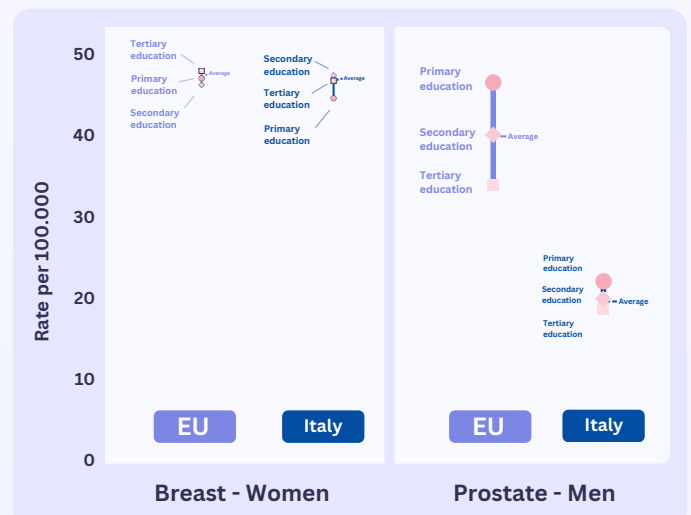 50
40
30
20
10
0
Rate per 100.000
Tertiary
education
Primary
education
Secondary
education
Average
Secondary
education
Tertiary
education
Primary
education
Average
EU
Italy
Breast - Women
Primary
education
Secondary
education
Tertiary
education
Average
Primary
education
Secondary
education
Tertiary
education
Average
EU
Italy
Prostate - Men